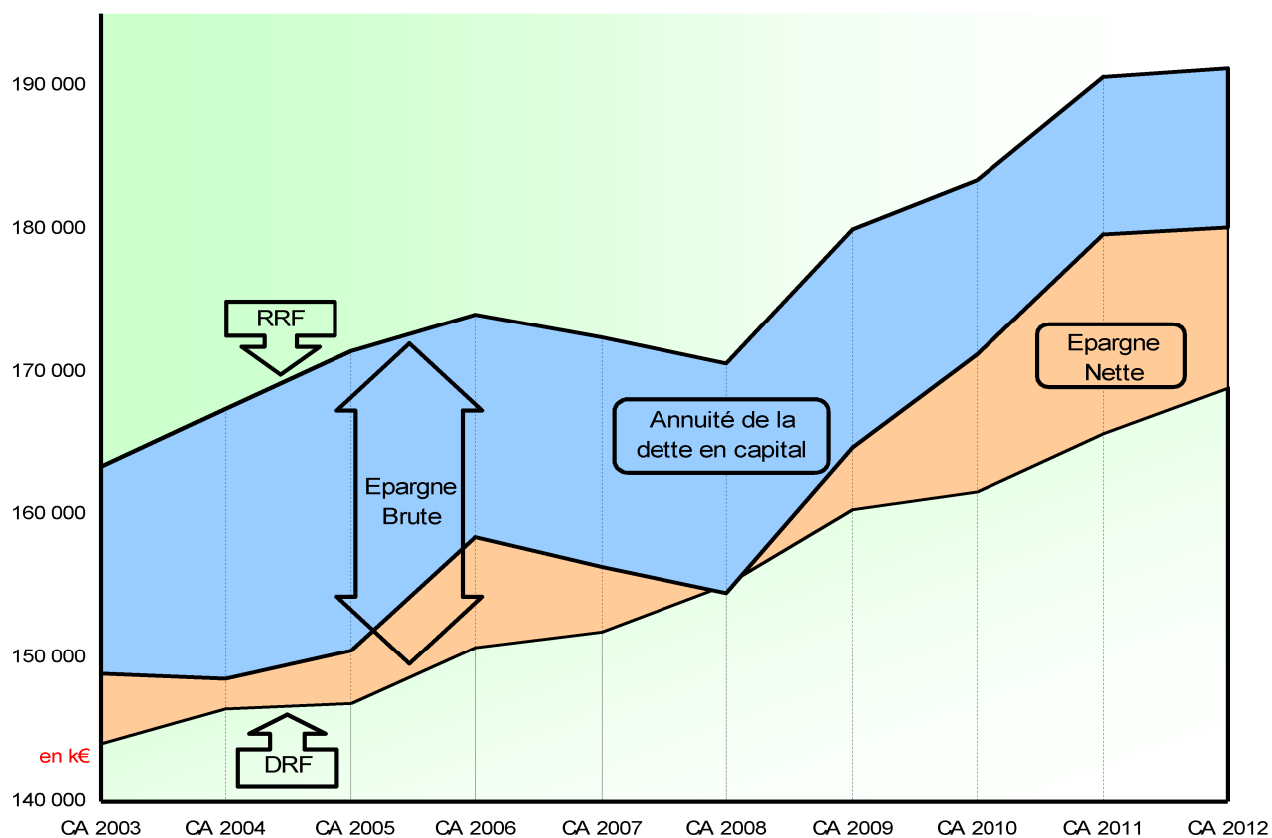 190 000
180 000
RRF
170 000
Epargne
Nette
Annuité de la
dette en capital
160 000
Epargne
Brute
150 000
en k€
DRF
140 000
CA 2003 CA 2004 CA 2005 CA 2006 CA 2007 CA 2008 CA 2009 CA 2010 CA 2011 CA 2012